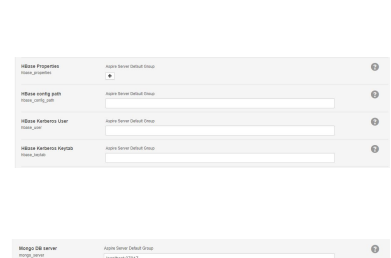 HBase Properties
Aspire Server Default Group
hbase_properties
HBase config path
Aspire Server Default Group
hbase_config_path
HBase Kerberos User
Aspire Server Default Group
hbase_user
HBase Kerberos Keytab
Aspire Server Default Group
hbase_keytab
Mongo DB server
Aspire Server Default Group
mongo_server